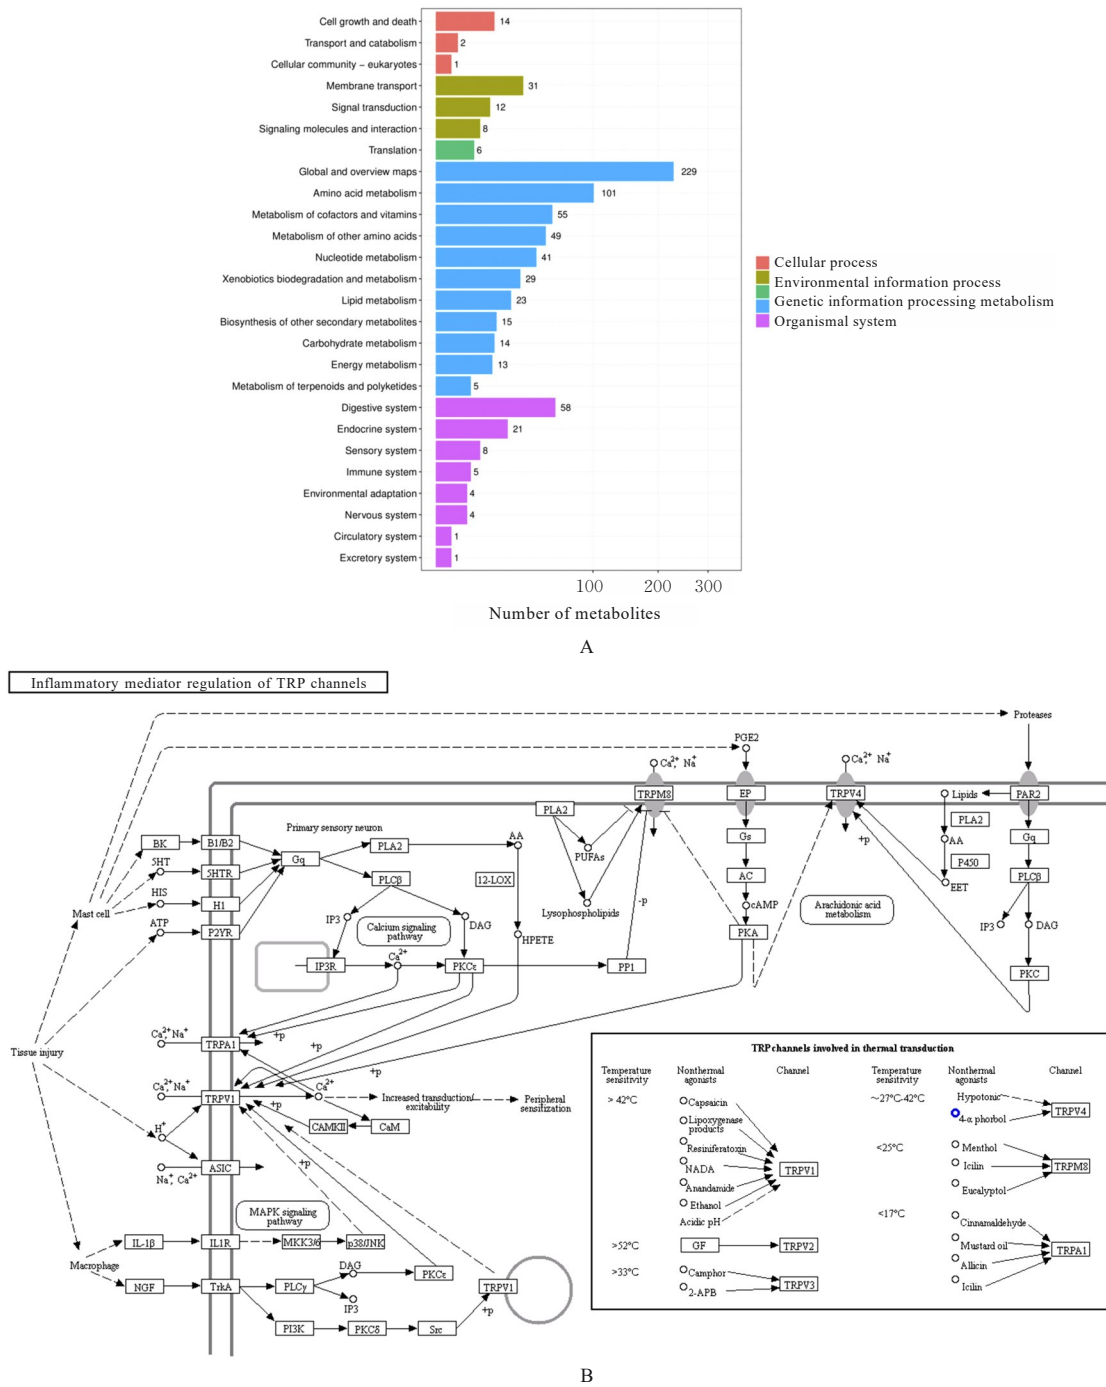 Cell growth and death 14
Transport and catabolism 2
Cellular community − eukaryotes 1
Membrane transport 31
Signal transduction 12
Signaling molecules and interaction 8
Translation 6
Global and overview maps 229
Amino acid metabolism 101
Metabolism of cofactors and vitamins 55
Metabolism of other amino acids 49
Nucleotide metabolism 41
Xenobiotics biodegradation and metabolism 29
Lipid metabolism 23
Biosynthesis of other secondary metabolites 15
Carbohydrate metabolism 14
Energy metabolism 13
Metabolism of terpenoids and polyketides 5
Digestive system 58
Endocrine system 21
Sensory system 8
Immune system 5
Environmental adaptation 4
Nervous system 4
Circulatory system 1
Excretory system 1
100 200 300
Number of metabolites
Cellular process
Environmental information process
Genetic information processing metabolism
Organismal system
A
Inflammatory mediator regulation of TRP channels
Proteases
PGE2
Ca2+, Na+
Ca2+, Na+
TRPM8
EP
TRPV4
Lipids
PAR2
PLA2
PLA2
+p
Gs
Gq
AA
P450
EET
AC
cAMP
PKA
PLCβ
IP3
DAG
PKC
Arachidonic acid
metabolism
PUFAs
Lysophospholipids
-p
PP1
Primary sensory neuron
BK
B1/B2
5HT
5HTR
HIS
H1
ATP
P2YR
Mast cell
Gq
PLA2
AA
PLCβ
12-LOX
IP3
DAG
HPETE
Calcium signaling
pathway
IP3R
Ca2+
PKCε
Tissue injury
Ca2+ Na+
TRPA1
+p
+p
+p
Ca2+, Na+
TRPV1
Ca2+
+p
Increased transduction/
excitability
Peripheral
sensitization
CAMKII
CaM
H+
ASIC
Na+, Ca2+
+p
MAPK signaling
pathway
Macrophage
IL-1β
IL1R
MKK3/6
p38/JNK
NGF
TrkA
PLCγ
DAG
IP3
PKCε
TRPV1
+p
PI3K
PKCδ
Src
TRP channels involved in thermal transduction
Temperature
sensitivity
Nonthermal
agonists
Channel
Temperature
sensitivity
Nonthermal
agonists
Channel
> 42°C
Capsaicin
Lipoxygenase
products
Resiniferatoxin
NADA
Anandamide
Ethanol
Acidic pH
TRPV1
>52°C
GF
TRPV2
>33°C
Camphor
2-APB
TRPV3
~27°C-42°C
Hypotonic
4-α phorbol
TRPV4
<25°C
Menthol
Icilin
Eucalyptol
TRPM8
<17°C
Cinnamaldehyde
Mustard oil
Allicin
Icilin
TRPA1
B